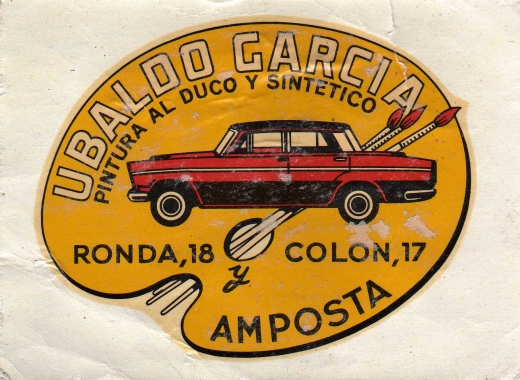 UBALDO GARCIA
PINTURA AL DUCO Y SINTETICO
RONDA, 18
y
COLON, 17
AMPOSTA